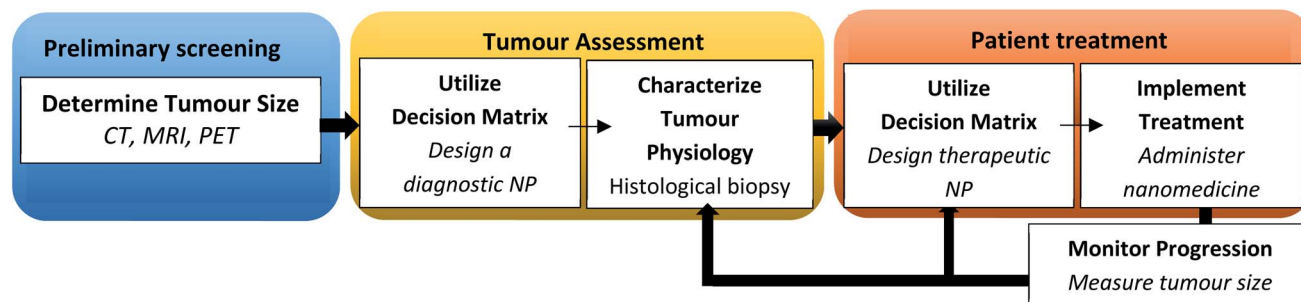 Preliminary screening
Determine Tumour Size
CT, MRI, PET
Tumour Assessment
Utilize
Decision Matrix
Design a
diagnostic NP
Characterize
Tumour
Physiology
Histological biopsy
Patient treatment
Utilize
Decision Matrix
Design therapeutic
NP
Implement
Treatment
Administer
nanomedicine
Monitor Progression
Measure tumour size